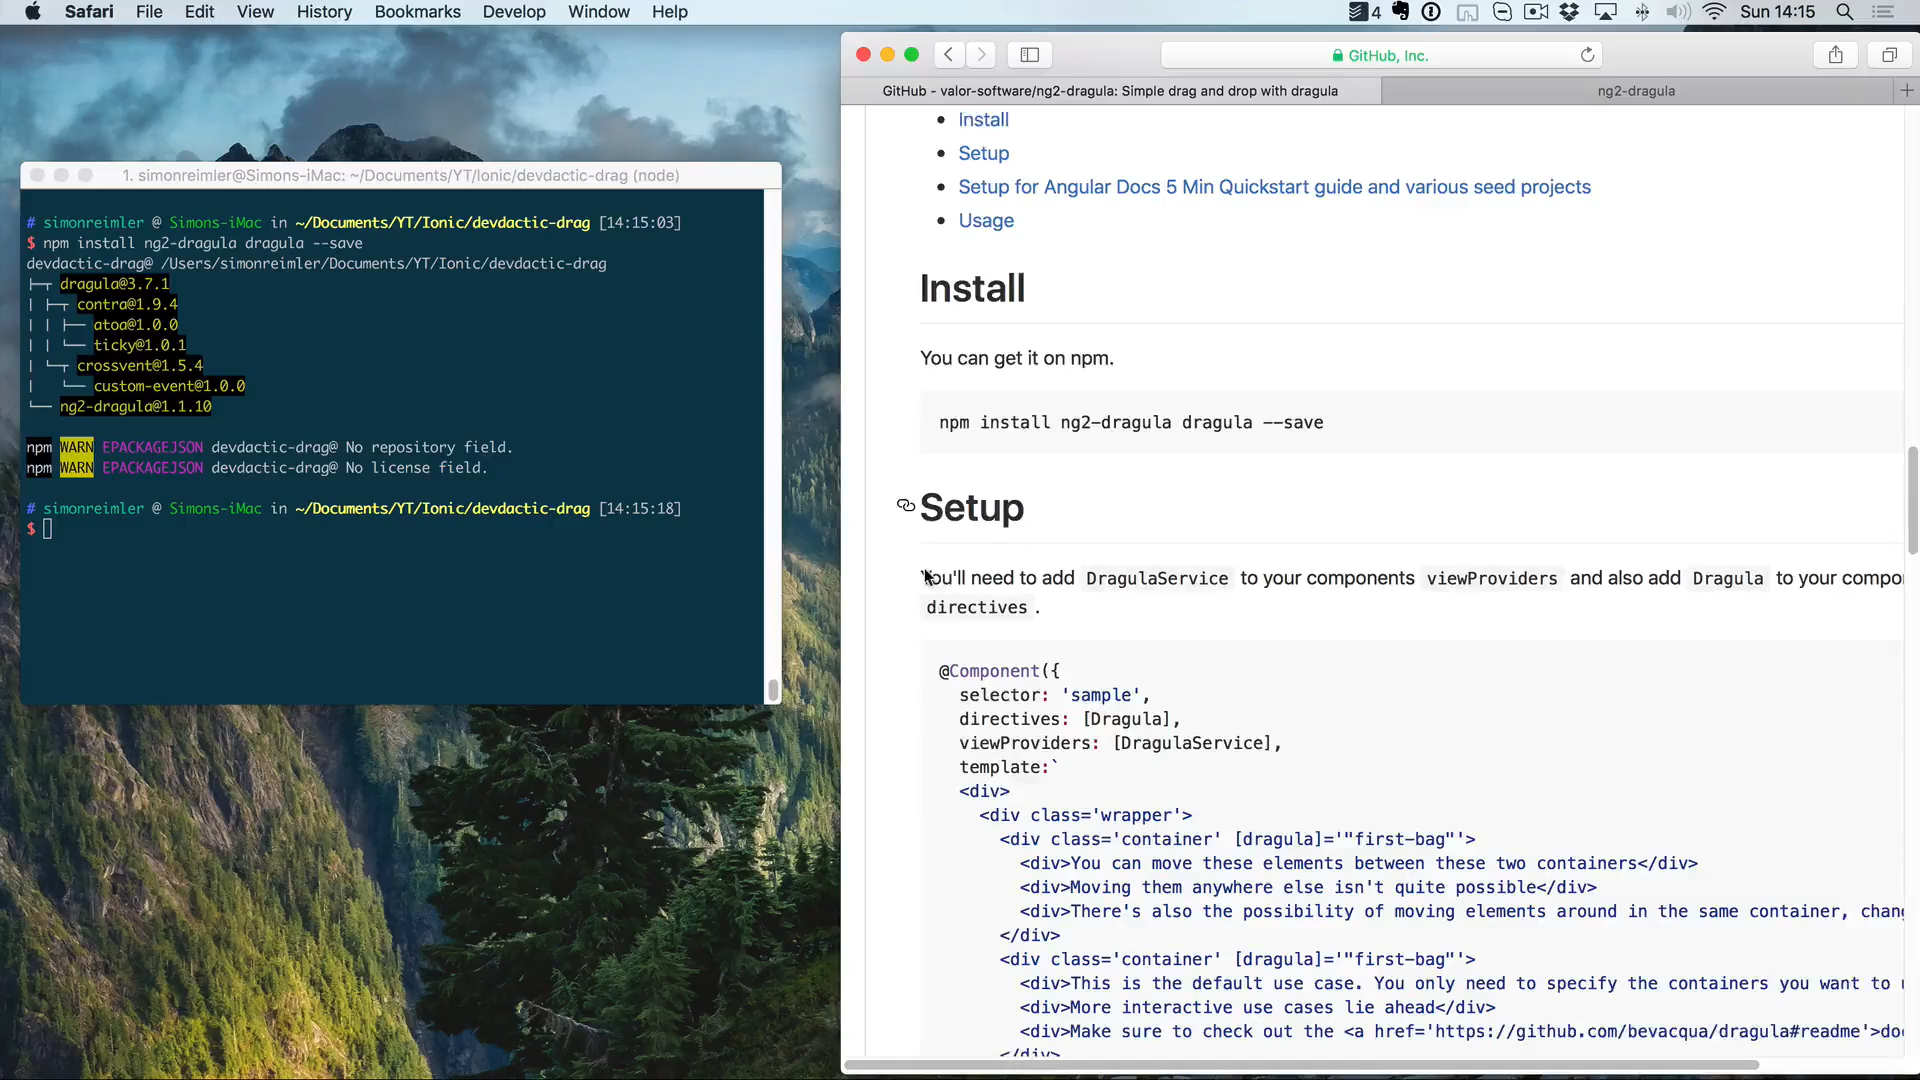 Safari File Edit View History Bookmarks Develop Window Help 4 Sun 14:15
GitHub, Inc.
GitHub - valor-software/ng2-dragula: Simple drag and drop with dragula
ng2-dragula
1. simonreimler@Simons-iMac: ~/Documents/YT/Ionic/devdactic-drag (node)
# simonreimler @ Simons-iMac in ~/Documents/YT/Ionic/devdactic-drag [14:15:03]
$ npm install ng2-dragula dragula --save
devdactic-drag@ /Users/simonreimler/Documents/YT/Ionic/devdactic-drag
├─┬ dragula@3.7.1
│ ├─┬ contra@1.9.4
│ │ ├── atoa@1.0.0
│ │ └── ticky@1.0.1
│ └─┬ crossvent@1.5.4
│   └── custom-event@1.0.0
└── ng2-dragula@1.1.10
npm WARN EPACKAGEJSON devdactic-drag@ No repository field.
npm WARN EPACKAGEJSON devdactic-drag@ No license field.
# simonreimler @ Simons-iMac in ~/Documents/YT/Ionic/devdactic-drag [14:15:18]
$
Install
Setup
Setup for Angular Docs 5 Min Quickstart guide and various seed projects
Usage
Install
You can get it on npm.
npm install ng2-dragula dragula --save
Setup
You'll need to add DragulaService to your components viewProviders and also add Dragula to your compo
directives .
@Component({
selector: 'sample',
directives: [Dragula],
viewProviders: [DragulaService],
template:`
<div>
<div class='wrapper'>
<div class='container' [dragula]='"first-bag"'>
<div>You can move these elements between these two containers</div>
<div>Moving them anywhere else isn't quite possible</div>
<div>There's also the possibility of moving elements around in the same container, chan
</div>
<div class='container' [dragula]='"first-bag"'>
<div>This is the default use case. You only need to specify the containers you want to
<div>More interactive use cases lie ahead</div>
<div>Make sure to check out the <a href='https://github.com/bevacqua/dragula#readme'>do
</div>